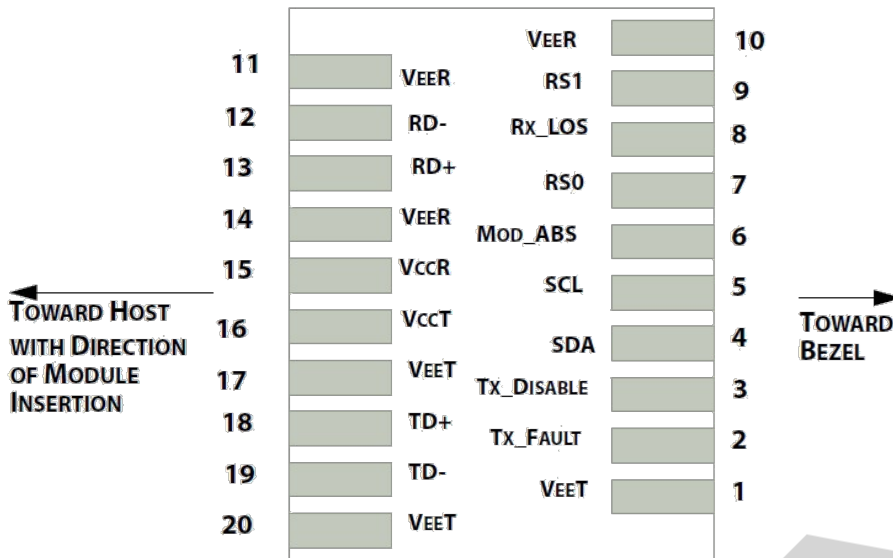 11 VEER
12 RD-
13 RD+
14 VEER
15 VCCR
16 VCCT
17 VEET
18 TD+
19 TD-
20 VEET
VEER 10
RS1 9
RX_LOS 8
RS0 7
MOD_ABS 6
SCL 5
SDA 4
TX_DISABLE 3
TX_FAULT 2
VEET 1
TOWARD HOST
WITH DIRECTION
OF MODULE
INSERTION
TOWARD
BEZEL